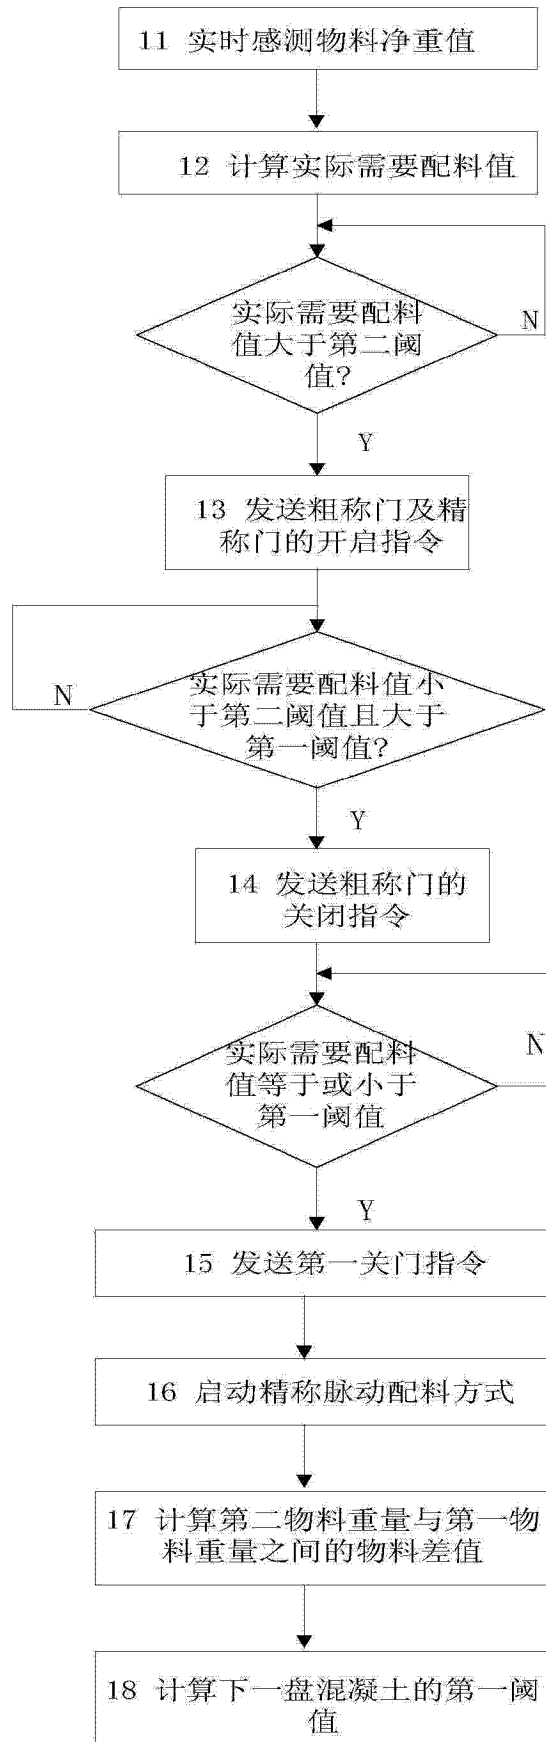 11 实时感测物料净重值
12 计算实际需要配料值
实际需要配料
值大于第二阈
值?
N
Y
13 发送粗称门及精
称门的开启指令
实际需要配料值小
于第二阈值且大于
第一阈值?
N
Y
14 发送粗称门的
关闭指令
实际需要配料
值等于或小于
第一阈值
N
Y
15 发送第一关门指令
16 启动精称脉动配料方式
17 计算第二物料重量与第一物
料重量之间的物料差值
18 计算下一盘混凝土的第一阈
值